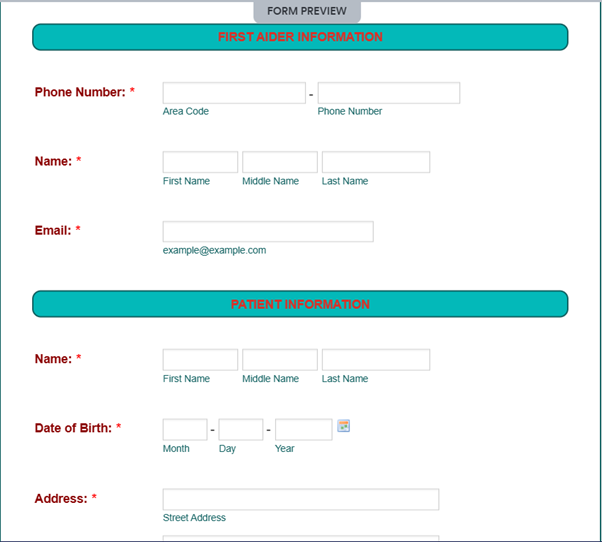 FORM PREVIEW
FIRST AIDER INFORMATION
Phone Number: * -
Area Code Phone Number
Name: *
First Name Middle Name Last Name
Email: *
example@example.com
PATIENT INFORMATION
Name: *
First Name Middle Name Last Name
Date of Birth: * - -
Month Day Year
Address: *
Street Address